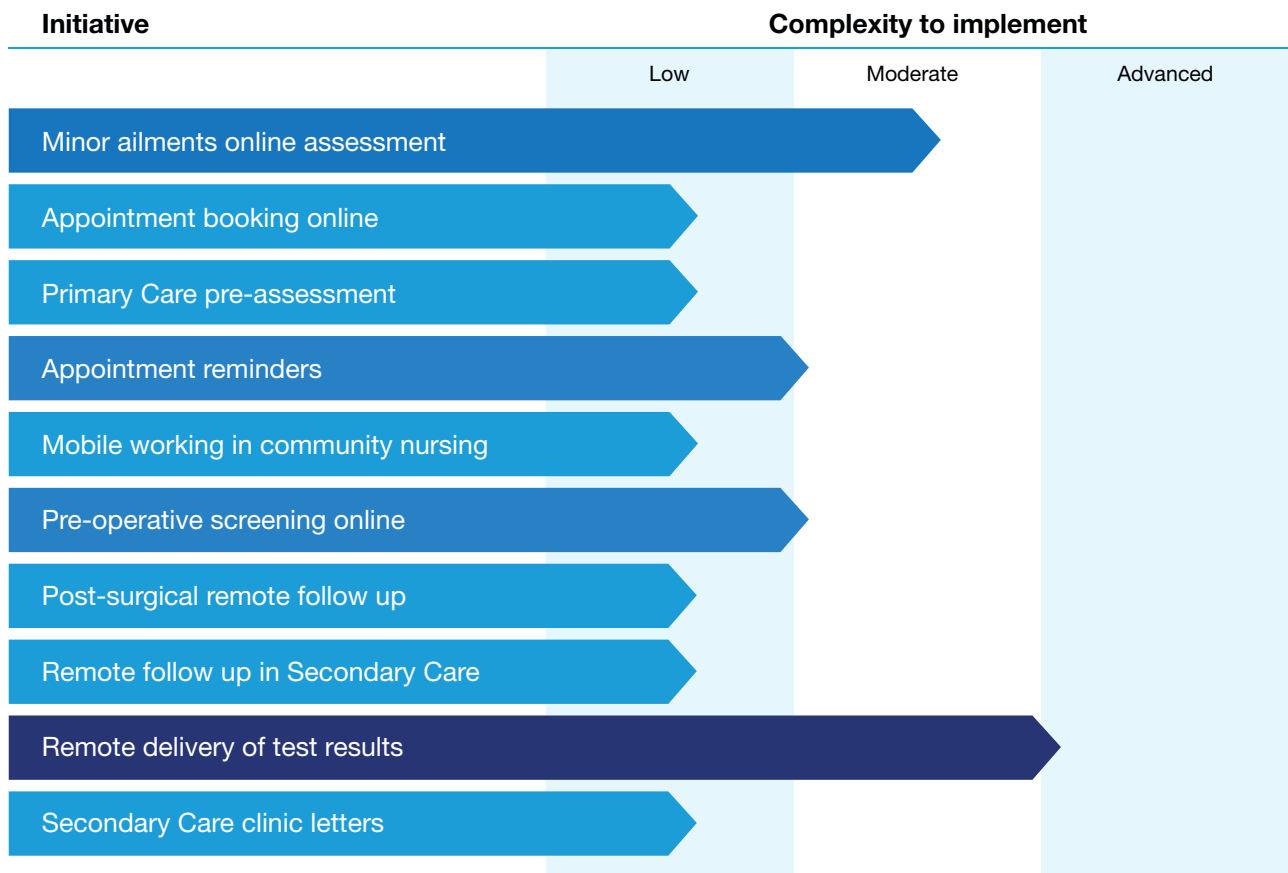 Initiative Complexity to implement
Low Moderate Advanced
Minor ailments online assessment
Appointment booking online
Primary Care pre-assessment
Appointment reminders
Mobile working in community nursing
Pre-operative screening online
Post-surgical remote follow up
Remote follow up in Secondary Care
Remote delivery of test results
Secondary Care clinic letters